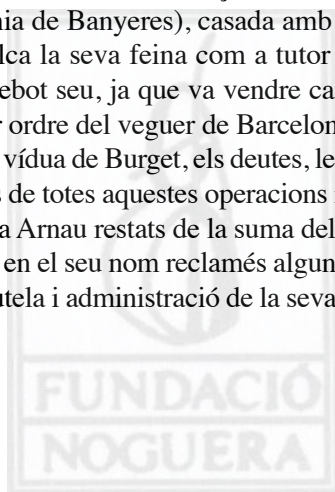 nia de Banyeres), casada amb
lca la seva feina com a tutor
ebot seu, ja que va vendre ca
r ordre del veguer de Barcelon
vídua de Burget, els deutes, le
s de totes aquestes operacions
a Arnau restats de la suma del
en el seu nom reclamés algun
utela i administració de la seva
FUNDACIÓ
NOGUERA